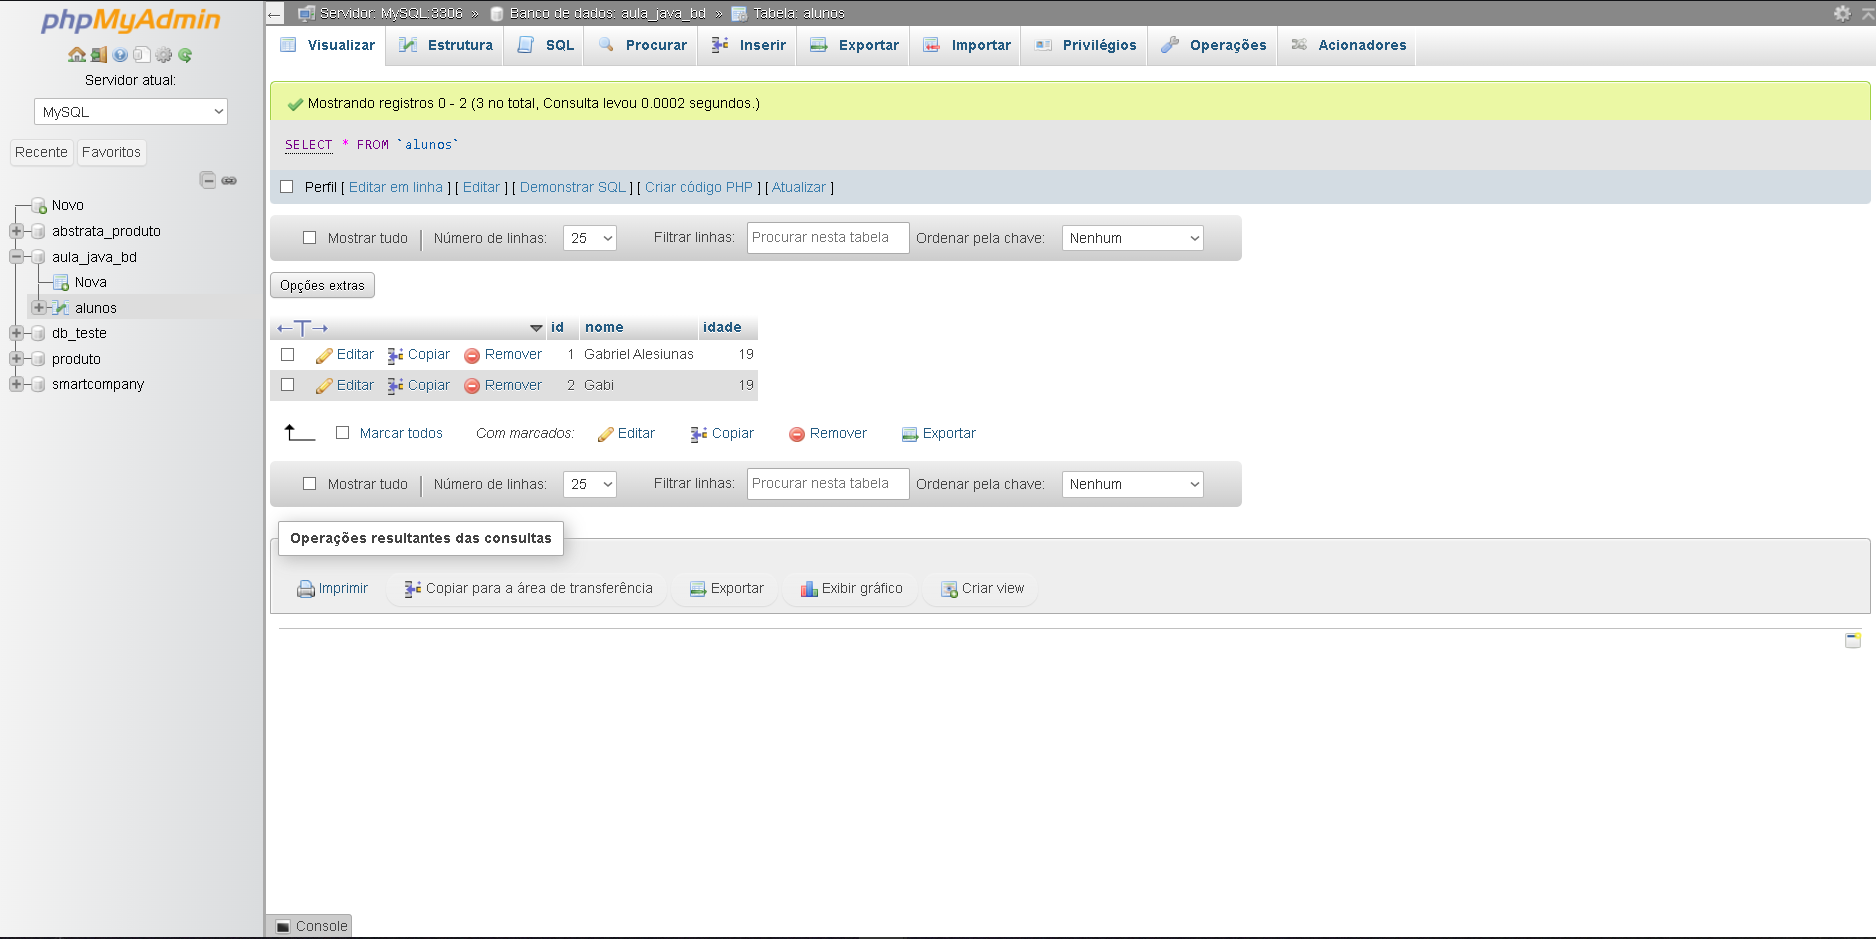 phpMyAdmin
Servidor atual:
MySQL
Recente Favoritos
Novo
abstrata_produto
aula_java_bd
Nova
alunos
db_teste
produto
smartcompany
Servidor: MySQL:3306 » Banco de dados: aula_java_bd » Tabela: alunos
Visualizar Estrutura SQL Procurar Inserir Exportar Importar Privilégios Operações Acionadores
Mostrando registros 0 - 2 (3 no total, Consulta levou 0.0002 segundos.)
SELECT * FROM `alunos`
Perfil [ Editar em linha ] [ Editar ] [ Demonstrar SQL ] [ Criar código PHP ] [ Atualizar ]
Mostrar tudo Número de linhas: 25 Filtrar linhas: Procurar nesta tabela Ordenar pela chave: Nenhum
Opções extras
←T→ id nome idade
Editar Copiar Remover 1 Gabriel Alesiunas 19
Editar Copiar Remover 2 Gabi 19
Marcar todos Com marcados: Editar Copiar Remover Exportar
Mostrar tudo Número de linhas: 25 Filtrar linhas: Procurar nesta tabela Ordenar pela chave: Nenhum
Operações resultantes das consultas
Imprimir Copiar para a área de transferência Exportar Exibir gráfico Criar view
Console